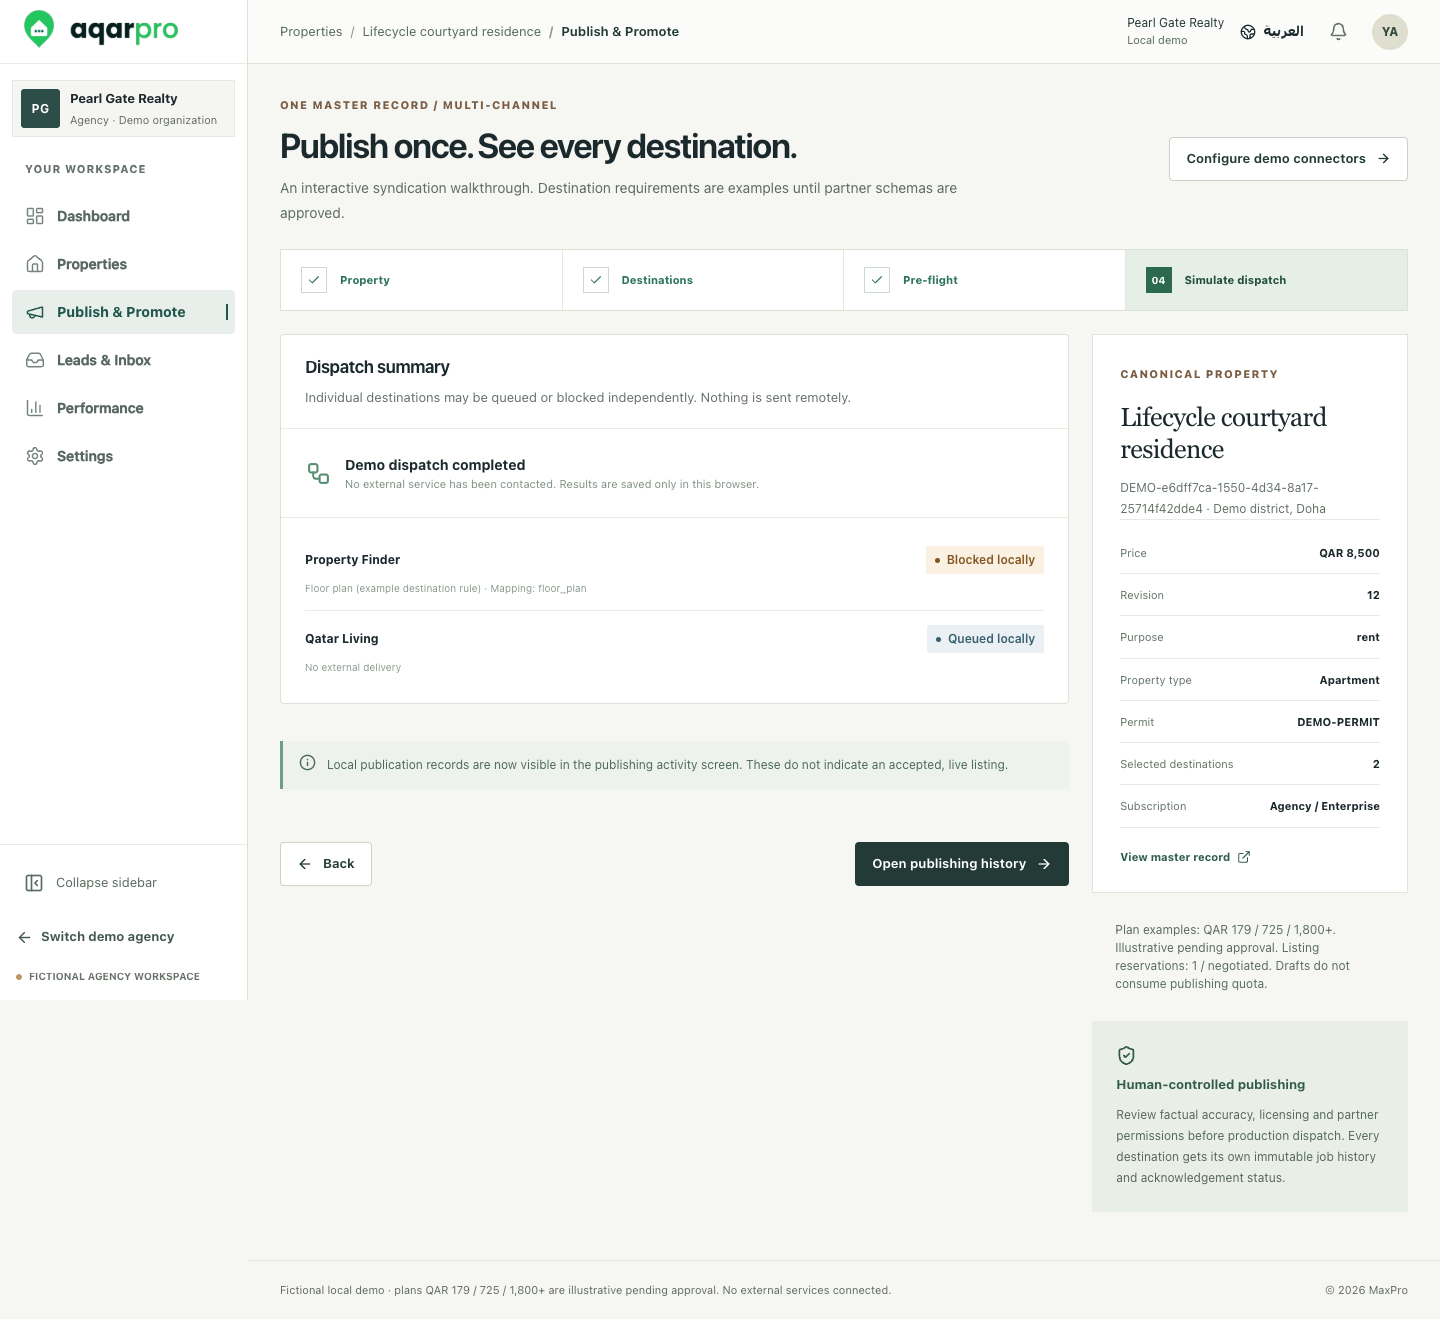 aqarpro
Properties / Lifecycle courtyard residence / Publish & Promote
Pearl Gate Realty
Local demo
العربية
YA
PG
Pearl Gate Realty
Agency · Demo organization
YOUR WORKSPACE
Dashboard
Properties
Publish & Promote
Leads & Inbox
Performance
Settings
Collapse sidebar
Switch demo agency
FICTIONAL AGENCY WORKSPACE
ONE MASTER RECORD / MULTI-CHANNEL
Publish once. See every destination.
An interactive syndication walkthrough. Destination requirements are examples until partner schemas are
approved.
Configure demo connectors
Property
Destinations
Pre-flight
04 Simulate dispatch
Dispatch summary
Individual destinations may be queued or blocked independently. Nothing is sent remotely.
Demo dispatch completed
No external service has been contacted. Results are saved only in this browser.
Property Finder
Blocked locally
Floor plan (example destination rule) · Mapping: floor_plan
Qatar Living
Queued locally
No external delivery
Local publication records are now visible in the publishing activity screen. These do not indicate an accepted, live listing.
Back
Open publishing history
CANONICAL PROPERTY
Lifecycle courtyard
residence
DEMO-e6dff7ca-1550-4d34-8a17-
25714f42dde4 · Demo district, Doha
Price QAR 8,500
Revision 12
Purpose rent
Property type Apartment
Permit DEMO-PERMIT
Selected destinations 2
Subscription Agency / Enterprise
View master record
Plan examples: QAR 179 / 725 / 1,800+.
Illustrative pending approval. Listing
reservations: 1 / negotiated. Drafts do not
consume publishing quota.
Human-controlled publishing
Review factual accuracy, licensing and partner
permissions before production dispatch. Every
destination gets its own immutable job history
and acknowledgement status.
Fictional local demo · plans QAR 179 / 725 / 1,800+ are illustrative pending approval. No external services connected.
© 2026 MaxPro